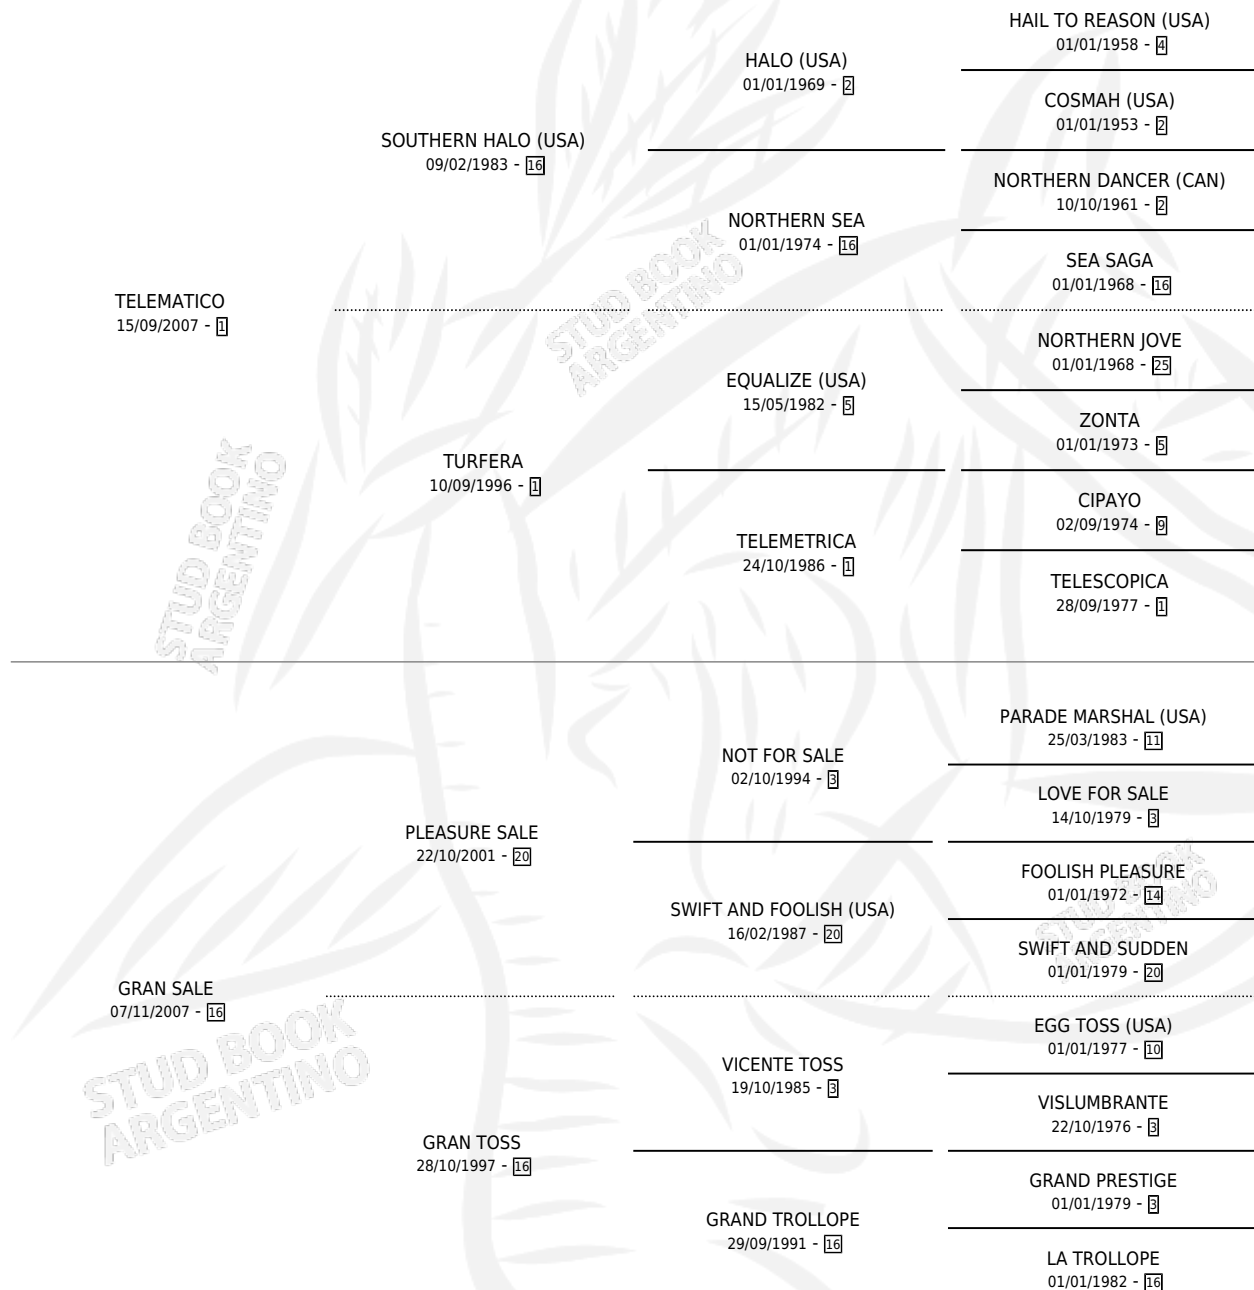 HAIL TO REASON (USA)
01/01/1958 - 4
HALO (USA)
01/01/1969 - 2
COSMAH (USA)
01/01/1953 - 2
SOUTHERN HALO (USA)
09/02/1983 - 16
NORTHERN DANCER (CAN)
10/10/1961 - 2
NORTHERN SEA
01/01/1974 - 16
SEA SAGA
01/01/1968 - 16
TELEMATICO
15/09/2007 - 1
NORTHERN JOVE
01/01/1968 - 25
EQUALIZE (USA)
15/05/1982 - 5
ZONTA
01/01/1973 - 5
TURFERA
10/09/1996 - 1
CIPAYO
02/09/1974 - 9
TELEMETRICA
24/10/1986 - 1
TELESCOPICA
28/09/1977 - 1
PARADE MARSHAL (USA)
25/03/1983 - 11
NOT FOR SALE
02/10/1994 - 3
LOVE FOR SALE
14/10/1979 - 3
PLEASURE SALE
22/10/2001 - 20
FOOLISH PLEASURE
01/01/1972 - 14
SWIFT AND FOOLISH (USA)
16/02/1987 - 20
SWIFT AND SUDDEN
01/01/1979 - 20
GRAN SALE
07/11/2007 - 16
EGG TOSS (USA)
01/01/1977 - 10
VICENTE TOSS
19/10/1985 - 3
VISLUMBRANTE
22/10/1976 - 3
GRAN TOSS
28/10/1997 - 16
GRAND PRESTIGE
01/01/1979 - 3
GRAND TROLLOPE
29/09/1991 - 16
LA TROLLOPE
01/01/1982 - 16
STUD BOOK
ARGENTINO
STUD BOOK
ARGENTINO
STUD BOOK
ARGENTINO
STUD BOOK
ARGENTINO